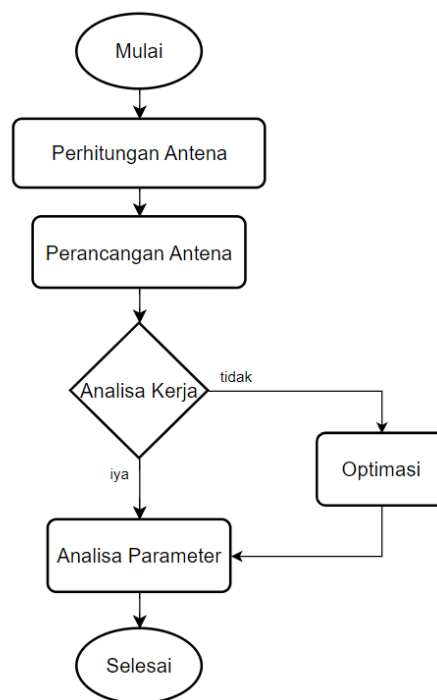 Mulai
Perhitungan Antena
Perancangan Antena
Analisa Kerja
tidak
Optimasi
iya
Analisa Parameter
Selesai